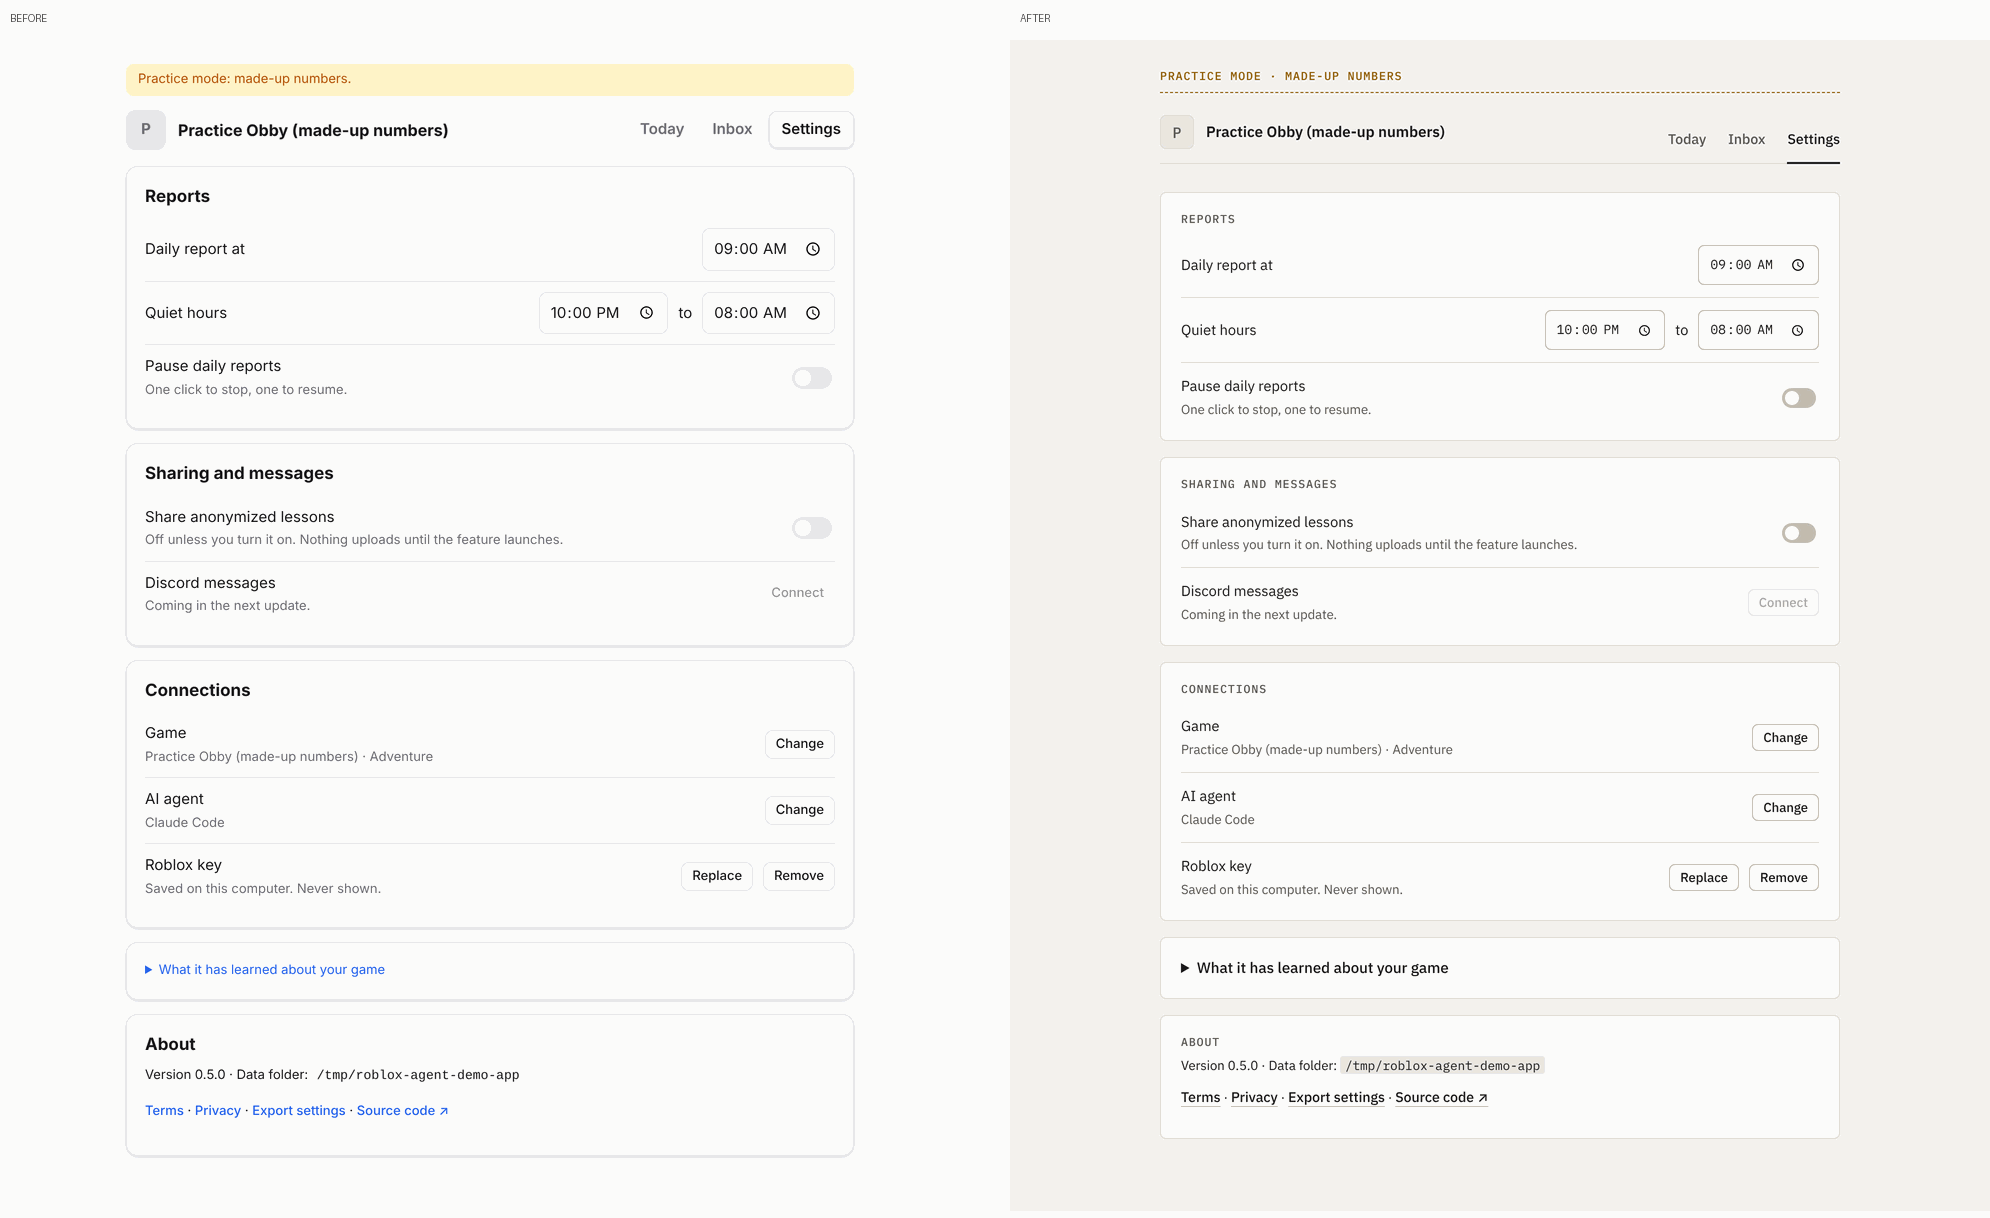 BEFORE
Practice mode: made-up numbers.
P
Practice Obby (made-up numbers)
Today
Inbox
Settings
Reports
Daily report at
09:00 AM
Quiet hours
10:00 PM
to
08:00 AM
Pause daily reports
One click to stop, one to resume.
Sharing and messages
Share anonymized lessons
Off unless you turn it on. Nothing uploads until the feature launches.
Discord messages
Coming in the next update.
Connect
Connections
Game
Practice Obby (made-up numbers) · Adventure
Change
AI agent
Claude Code
Change
Roblox key
Saved on this computer. Never shown.
Replace
Remove
What it has learned about your game
About
Version 0.5.0 · Data folder: /tmp/roblox-agent-demo-app
Terms · Privacy · Export settings · Source code ↗
AFTER
PRACTICE MODE · MADE-UP NUMBERS
P
Practice Obby (made-up numbers)
Today
Inbox
Settings
REPORTS
Daily report at
09:00 AM
Quiet hours
10:00 PM
to
08:00 AM
Pause daily reports
One click to stop, one to resume.
SHARING AND MESSAGES
Share anonymized lessons
Off unless you turn it on. Nothing uploads until the feature launches.
Discord messages
Coming in the next update.
Connect
CONNECTIONS
Game
Practice Obby (made-up numbers) · Adventure
Change
AI agent
Claude Code
Change
Roblox key
Saved on this computer. Never shown.
Replace
Remove
What it has learned about your game
ABOUT
Version 0.5.0 · Data folder: /tmp/roblox-agent-demo-app
Terms · Privacy · Export settings · Source code ↗